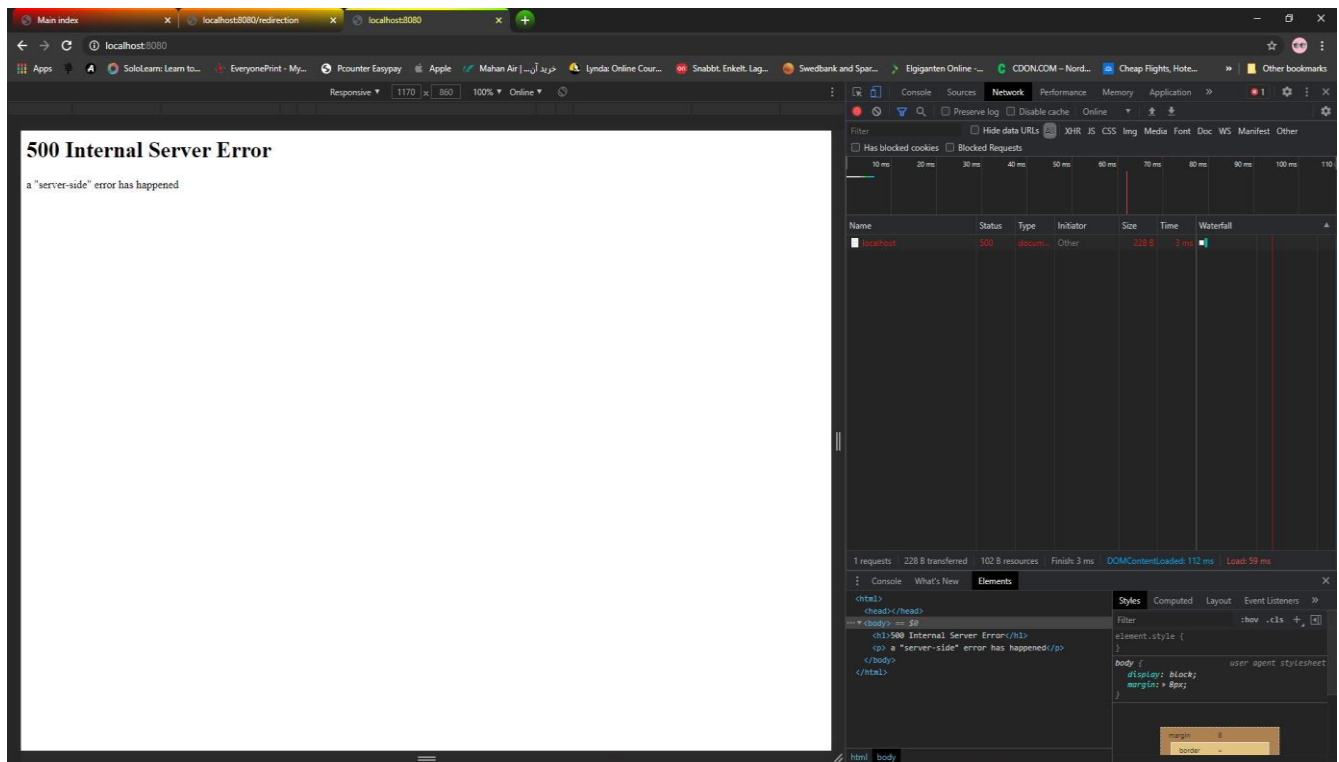 Main index
localhost:8080/redirection
localhost:8080
localhost:8080
Apps
SoloLearn: Learn to...
EveryonePrint - My...
Pcounter Easypay
Apple
Mahan Air | خرید آن...
Lynda: Online Cour...
Snabbt. Enkelt. Lag...
Swedbank and Spar...
Elgiganten Online -...
CDON.COM – Nord...
Cheap Flights, Hote...
Other bookmarks
Responsive 1170 x 860 100% Online
Console Sources Network Performance Memory Application 1
Preserve log Disable cache Online
500 Internal Server Error
a "server-side" error has happened
Filter Hide data URLs All XHR JS CSS Img Media Font Doc WS Manifest Other
Has blocked cookies Blocked Requests
10 ms 20 ms 30 ms 40 ms 50 ms 60 ms 70 ms 80 ms 90 ms 100 ms 110
Name Status Type Initiator Size Time Waterfall
localhost 500 docum... Other 228 B 3 ms
1 requests 228 B transferred 102 B resources Finish: 3 ms DOMContentLoaded: 112 ms Load: 59 ms
Console What's New Elements
<html>
<head></head>
<body> == $0
<h1>500 Internal Server Error</h1>
<p> a "server-side" error has happened</p>
</body>
</html>
html body
Styles Computed Layout Event Listeners
Filter :hov .cls +
element.style {
}
body { user agent stylesheet
display: block;
margin: 8px;
}
margin 8
border -